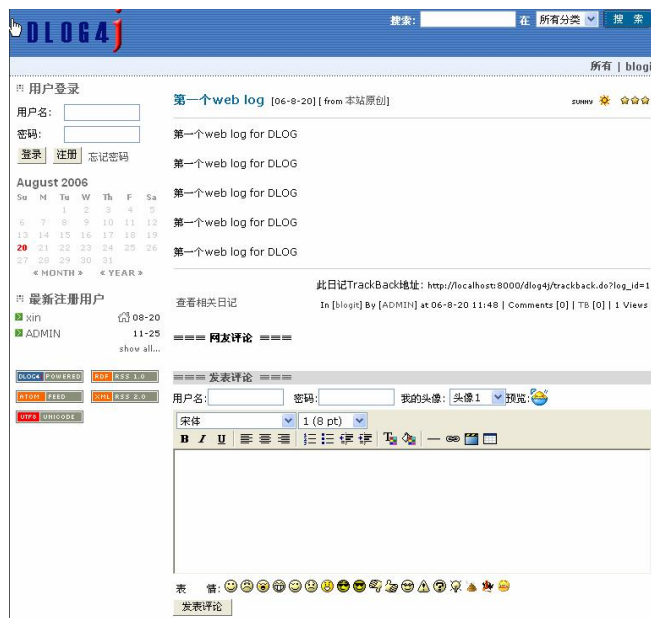 DLOG4j
搜索: 在 所有分类 搜 索
所有 | blogi
用户登录
用户名:
密码:
登录 注册 忘记密码
August 2006
Su M Tu W Th F Sa
1 2 3 4 5
6 7 8 9 10 11 12
13 14 15 16 17 18 19
20 21 22 23 24 25 26
27 28 29 30 31
« MONTH » « YEAR »
最新注册用户
xin 08-20
ADMIN 11-25
show all...
DLOG4 POWERED RDF RSS 1.0
ATOM FEED XML RSS 2.0
UTF8 UNICODE
第一个web log [06-8-20] [ from 本站原创] SUNNY
第一个web log for DLOG
第一个web log for DLOG
第一个web log for DLOG
第一个web log for DLOG
第一个web log for DLOG
此日记TrackBack地址: http://localhost:8000/dlog4j/trackback.do?log_id=1
查看相关日记 In [blogit] By [ADMIN] at 06-8-20 11:48 | Comments [0] | TB [0] | 1 Views
=== 网友评论 ===
=== 发表评论 ===
用户名: 密码: 我的头像: 头像1 预览:
宋体 1 (8 pt)
B I U
表 情:
发表评论